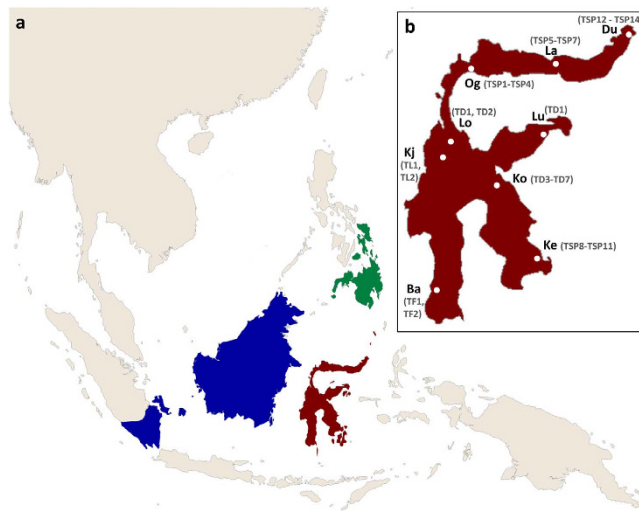 a
b
(TSP12 - TSP14)
Du
(TSP5-TSP7)
La
Og (TSP1-TSP4)
(TD1, TD2)
Lo
(TD1)
Lu
Kj
(TL1,
TL2)
Ko (TD3-TD7)
Ke (TSP8-TSP11)
Ba
(TF1,
TF2)